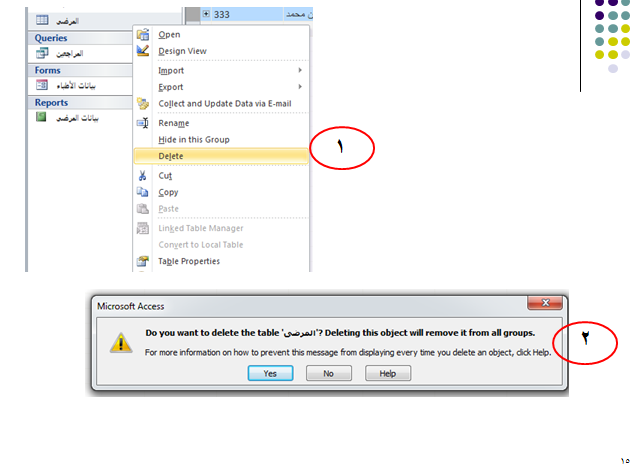 المرضى
333
ن محمد
Queries
المراجعين
Forms
بيانات الأطباء
Reports
بيانات المرضى
Open
Design View
Import
Export
Collect and Update Data via E-mail
Rename
Hide in this Group
Delete
Cut
Copy
Paste
Linked Table Manager
Convert to Local Table
Table Properties
١
Microsoft Access
Do you want to delete the table 'المرضى'? Deleting this object will remove it from all groups.
For more information on how to prevent this message from displaying every time you delete an object, click Help.
Yes
No
Help
٢
١٩